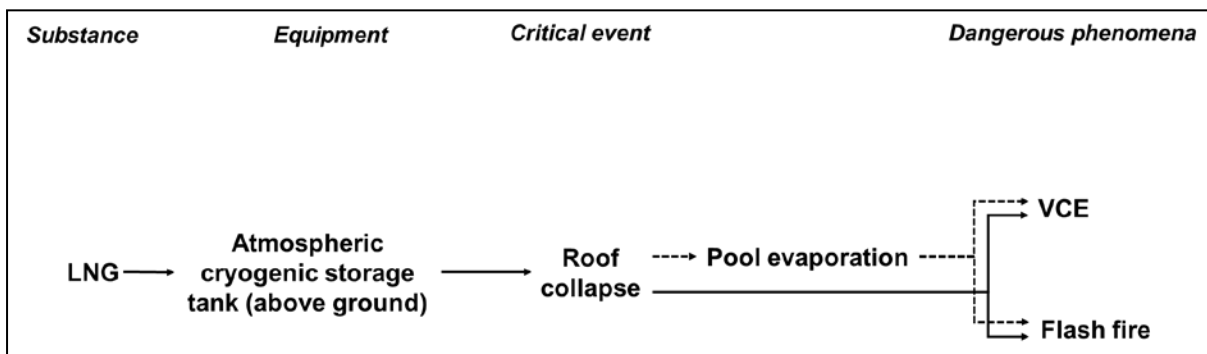 Substance
Equipment
Critical event
Dangerous phenomena
VCE
Atmospheric
cryogenic storage
tank (above ground)
LNG
Roof
collapse
Pool evaporation
Flash fire